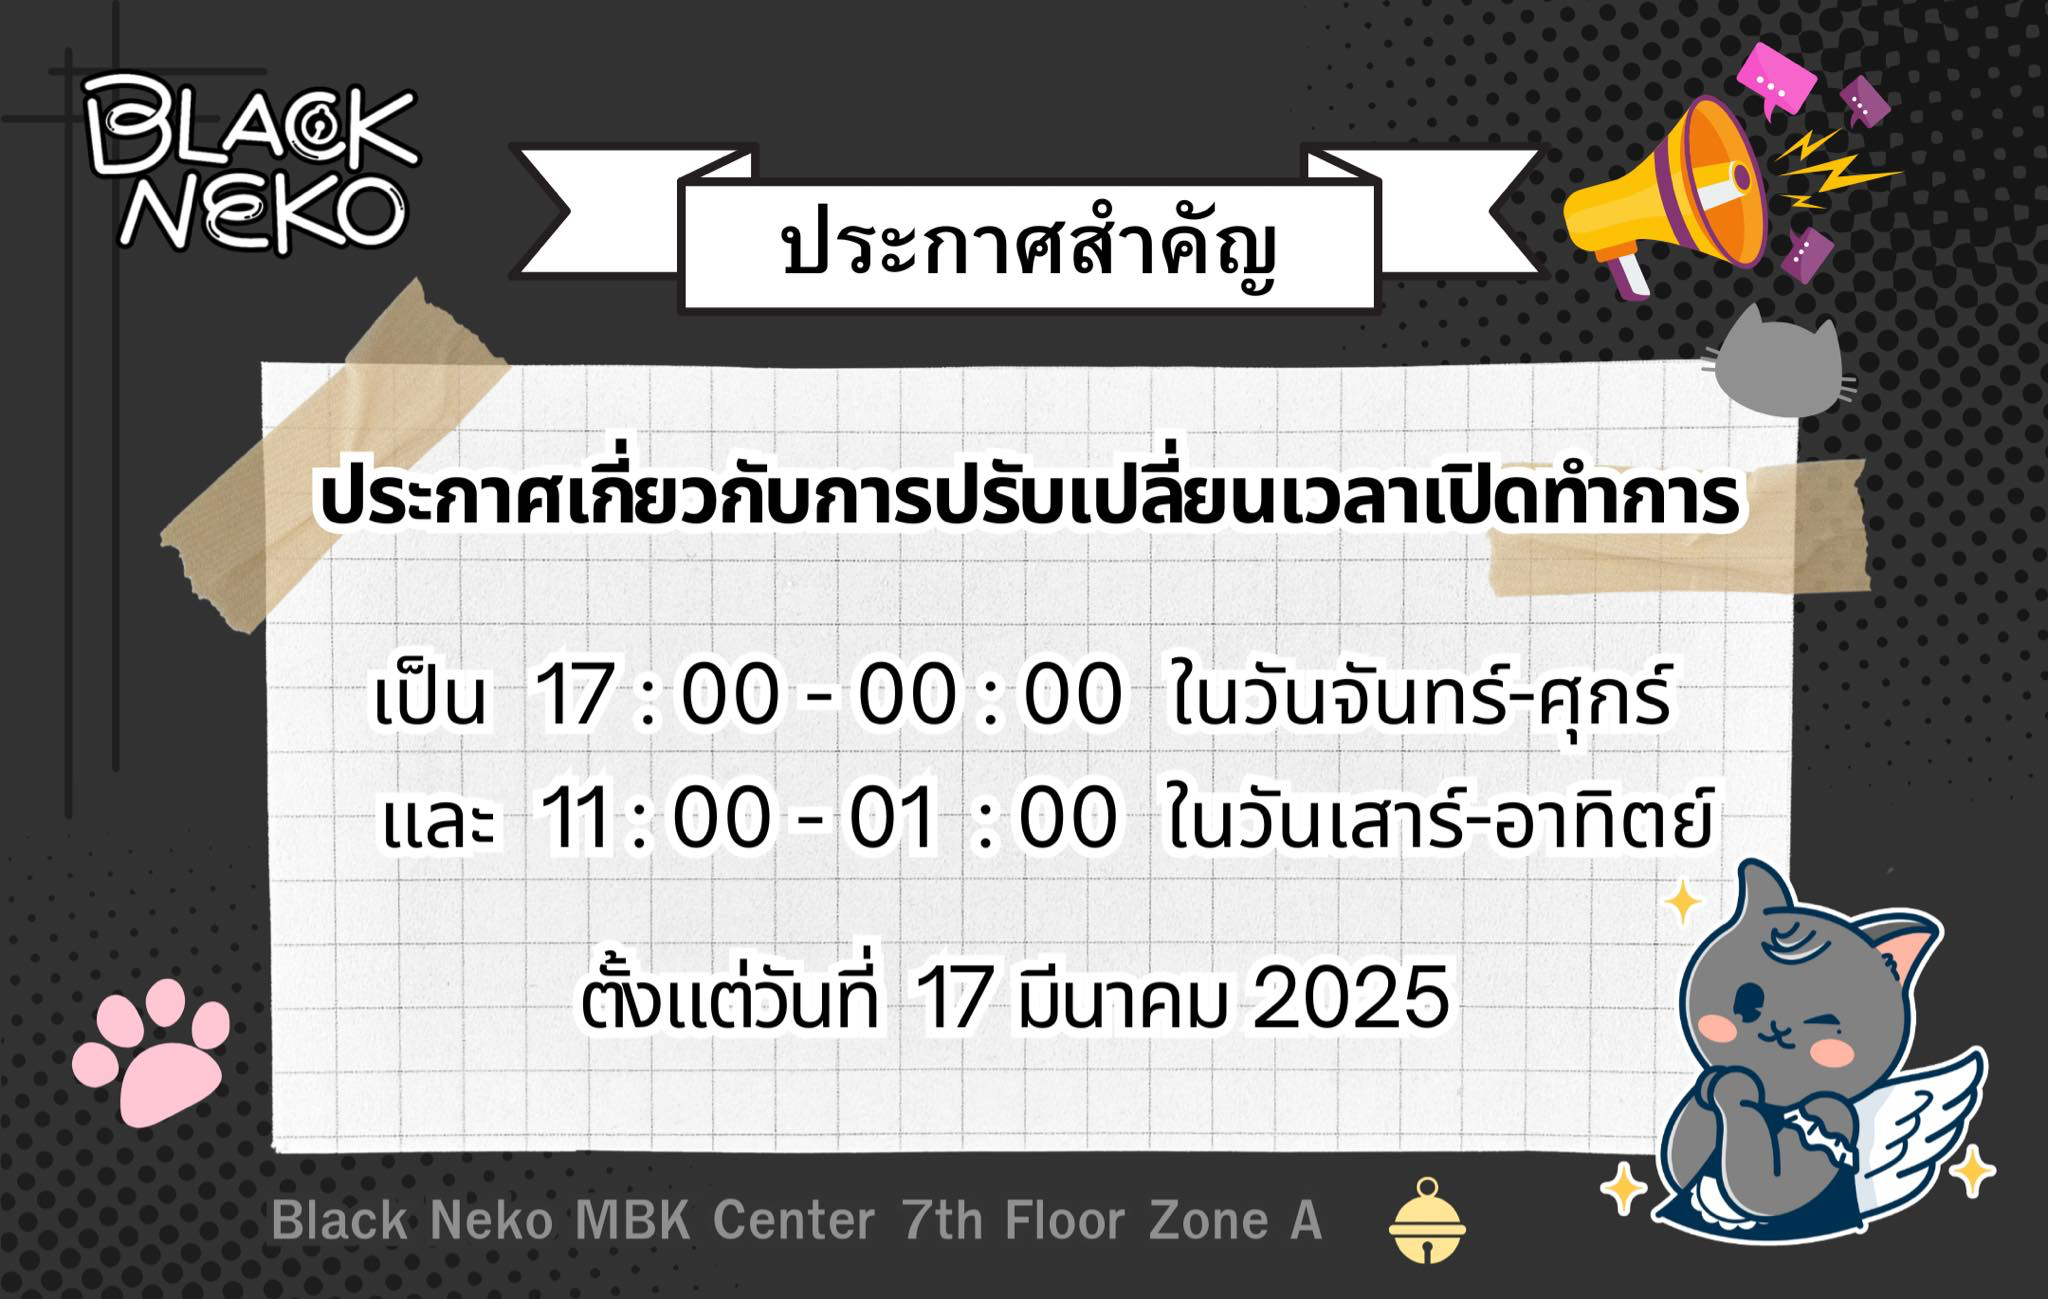 BLACK
NEKO
ประกาศสำคัญ
ประกาศเกี่ยวกับการปรับเปลี่ยนเวลาเปิดทำการ
เป็น 17 : 00 - 00 : 00 ในวันจันทร์-ศุกร์
และ 11 : 00 - 01 : 00 ในวันเสาร์-อาทิตย์
ตั้งแต่วันที่ 17 มีนาคม 2025
Black Neko MBK Center 7th Floor Zone A